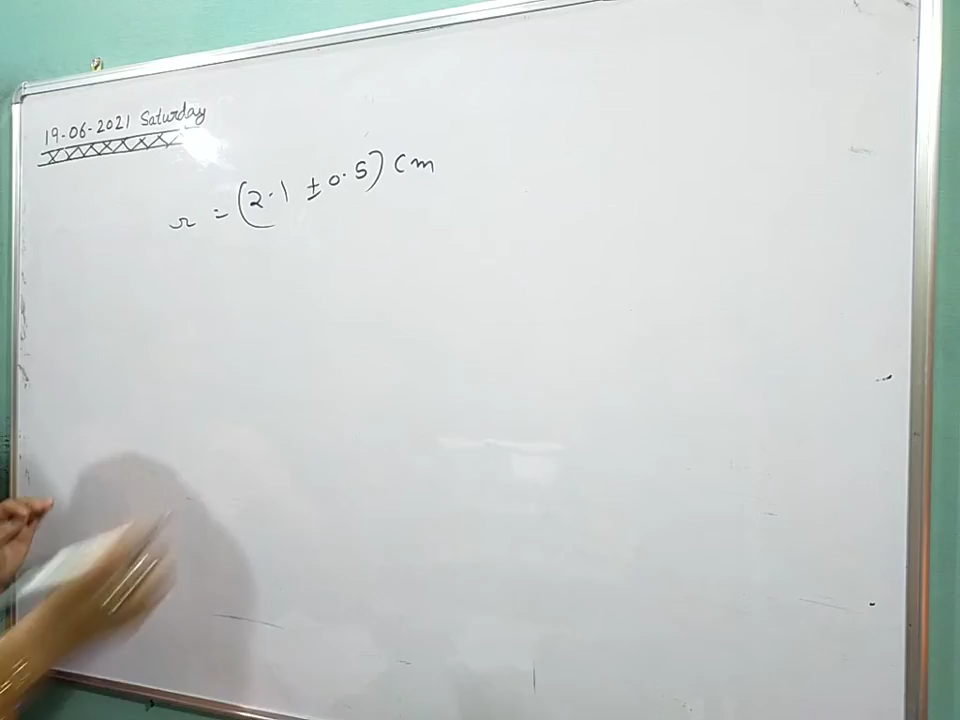 19-06-2021 Saturday
r = (2.1 ± 0.5) cm